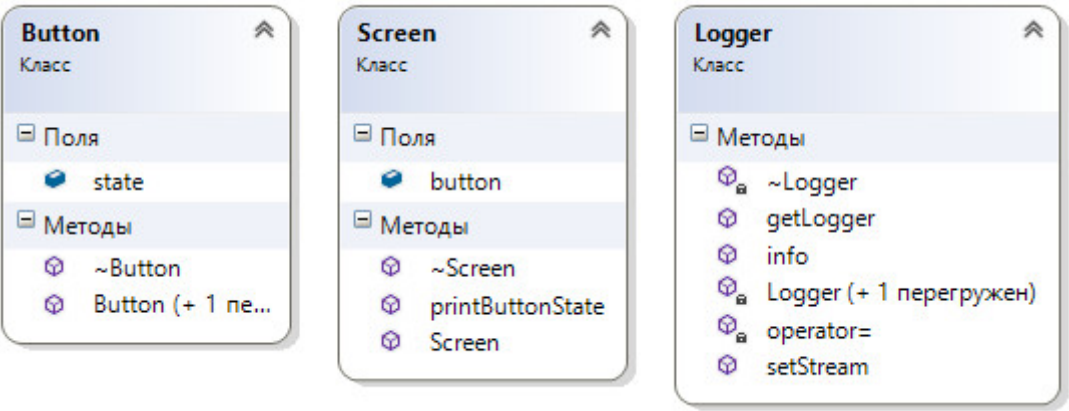 Button
Класс
Поля
state
Методы
~Button
Button (+ 1 пе...
Screen
Класс
Поля
button
Методы
~Screen
printButtonState
Screen
Logger
Класс
Методы
~Logger
getLogger
info
Logger (+ 1 перегружен)
operator=
setStream